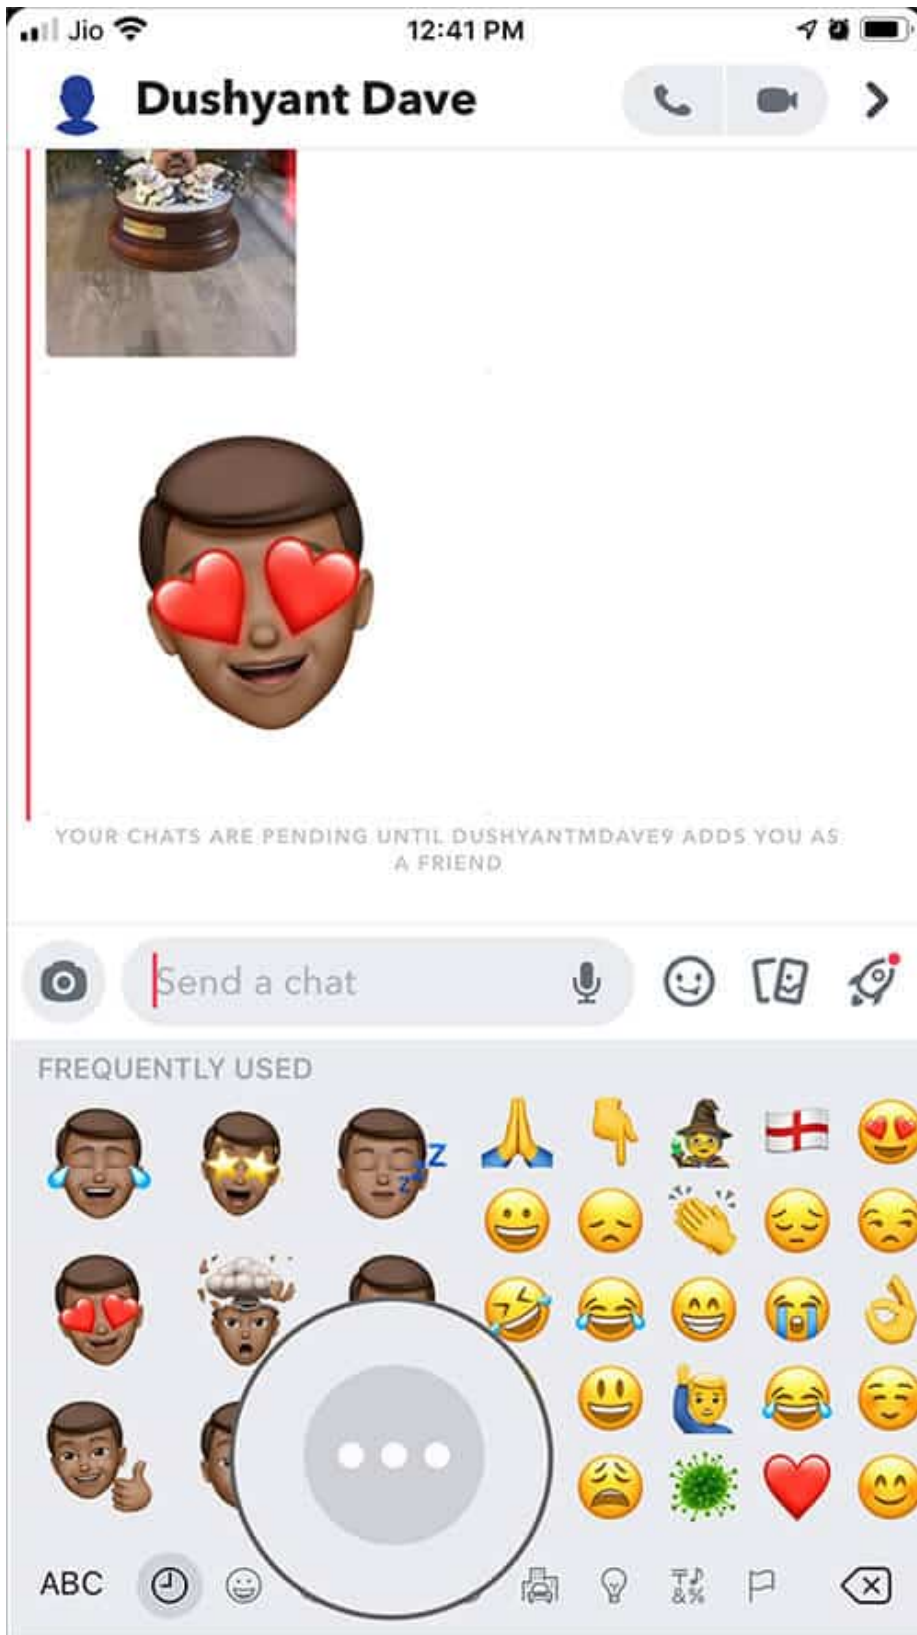 Jio
12:41 PM
Dushyant Dave
YOUR CHATS ARE PENDING UNTIL DUSHYANTMDAVE9 ADDS YOU AS
A FRIEND
Send a chat
FREQUENTLY USED
ABC